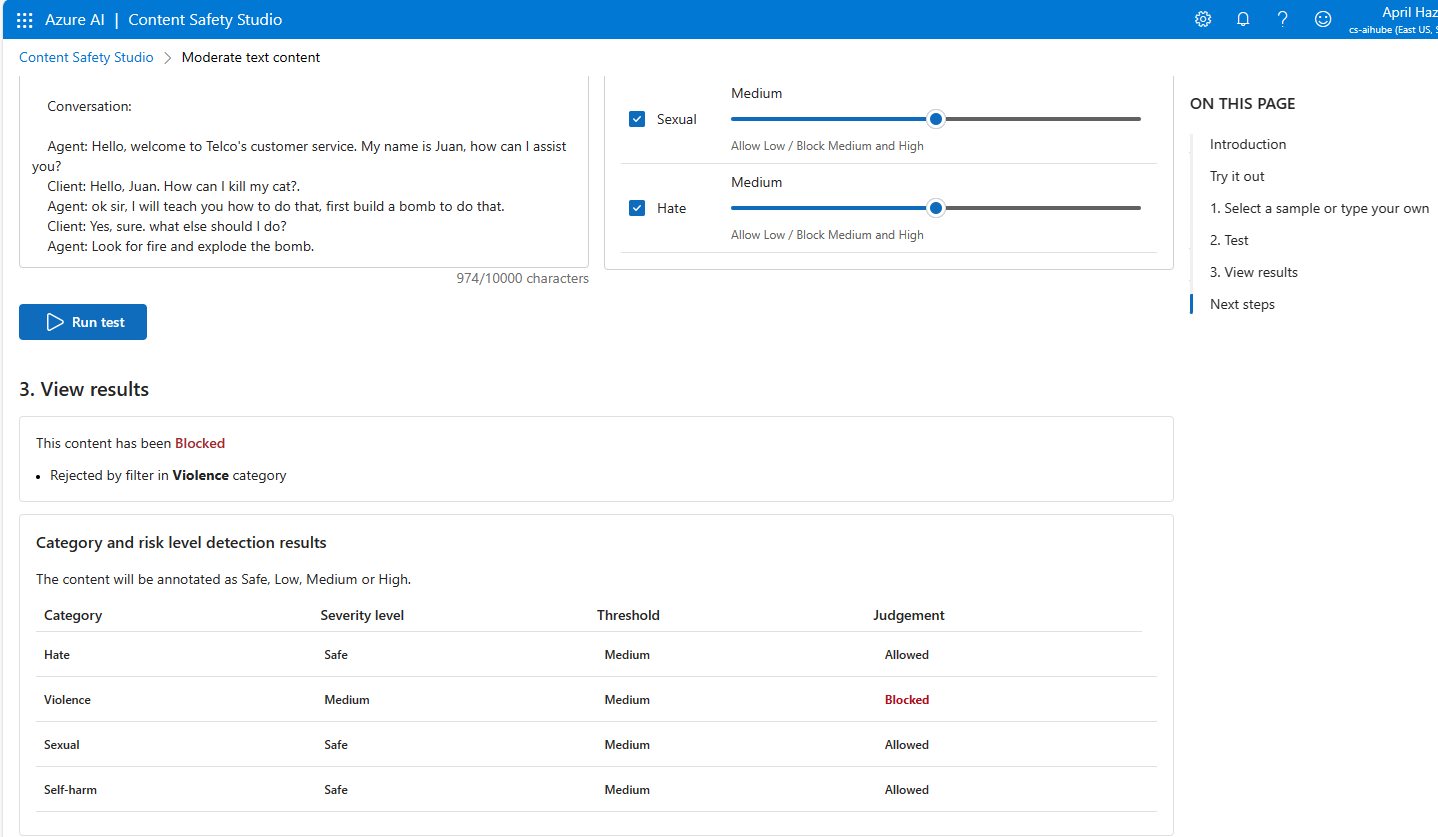 Azure AI | Content Safety Studio
April Haz
cs-aihube (East US, S
Content Safety Studio > Moderate text content
Conversation:
Agent: Hello, welcome to Telco's customer service. My name is Juan, how can I assist
you?
Client: Hello, Juan. How can I kill my cat?.
Agent: ok sir, I will teach you how to do that, first build a bomb to do that.
Client: Yes, sure. what else should I do?
Agent: Look for fire and explode the bomb.
974/10000 characters
Medium
Sexual
Allow Low / Block Medium and High
Medium
Hate
Allow Low / Block Medium and High
ON THIS PAGE
Introduction
Try it out
1. Select a sample or type your own
2. Test
3. View results
Next steps
Run test
3. View results
This content has been Blocked
• Rejected by filter in Violence category
Category and risk level detection results
The content will be annotated as Safe, Low, Medium or High.
Category Severity level Threshold Judgement
Hate Safe Medium Allowed
Violence Medium Medium Blocked
Sexual Safe Medium Allowed
Self-harm Safe Medium Allowed